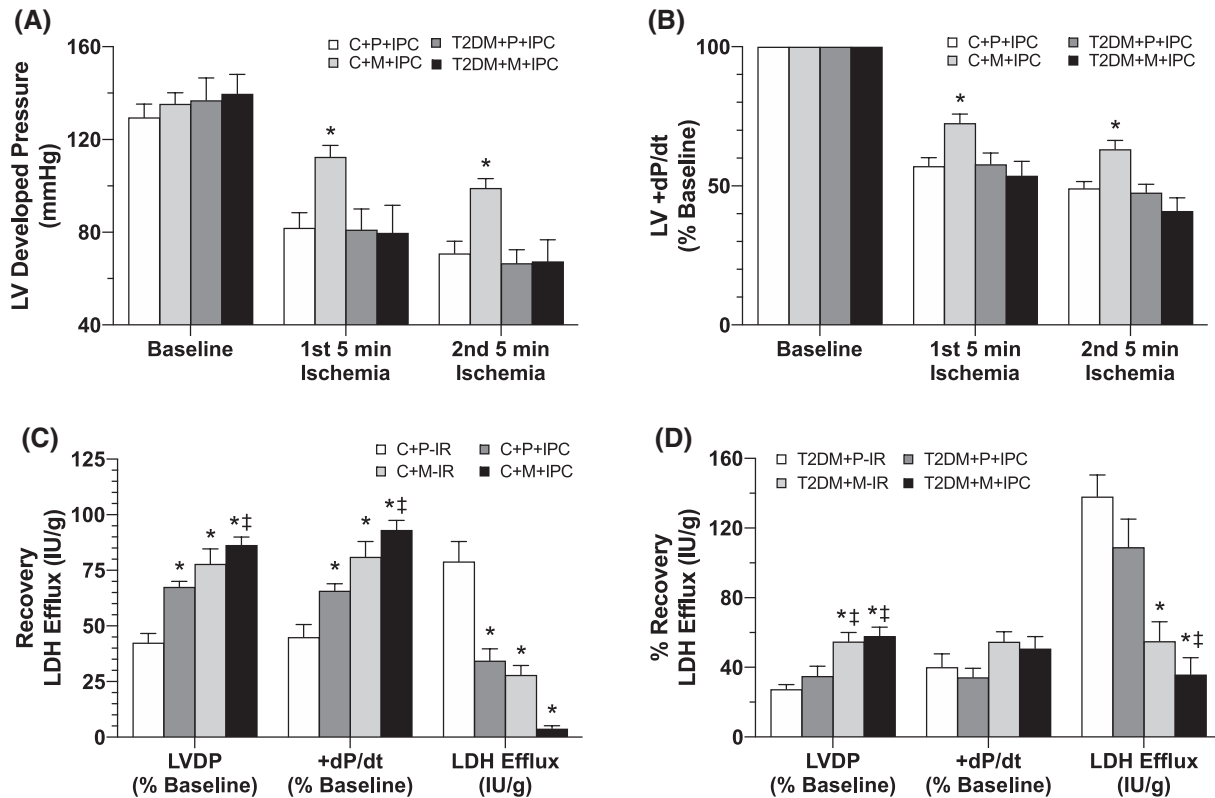 (A)
LV Developed Pressure
(mmHg)
160
120
80
40
C+P+IPC
T2DM+P+IPC
C+M+IPC
T2DM+M+IPC
*
*
Baseline
1st 5 min
Ischemia
2nd 5 min
Ischemia
(B)
LV +dP/dt
(% Baseline)
100
50
0
C+P+IPC
T2DM+P+IPC
C+M+IPC
T2DM+M+IPC
*
*
Baseline
1st 5 min
Ischemia
2nd 5 min
Ischemia
(C)
Recovery
LDH Efflux (IU/g)
125
100
75
50
25
0
C+P-IR
C+P+IPC
C+M-IR
C+M+IPC
*
*
*‡
*
*
*‡
*
*
*
LVDP
(% Baseline)
+dP/dt
(% Baseline)
LDH Efflux
(IU/g)
(D)
% Recovery
LDH Efflux (IU/g)
160
120
80
40
0
T2DM+P-IR
T2DM+P+IPC
T2DM+M-IR
T2DM+M+IPC
*‡
*‡
*
*‡
LVDP
(% Baseline)
+dP/dt
(% Baseline)
LDH Efflux
(IU/g)